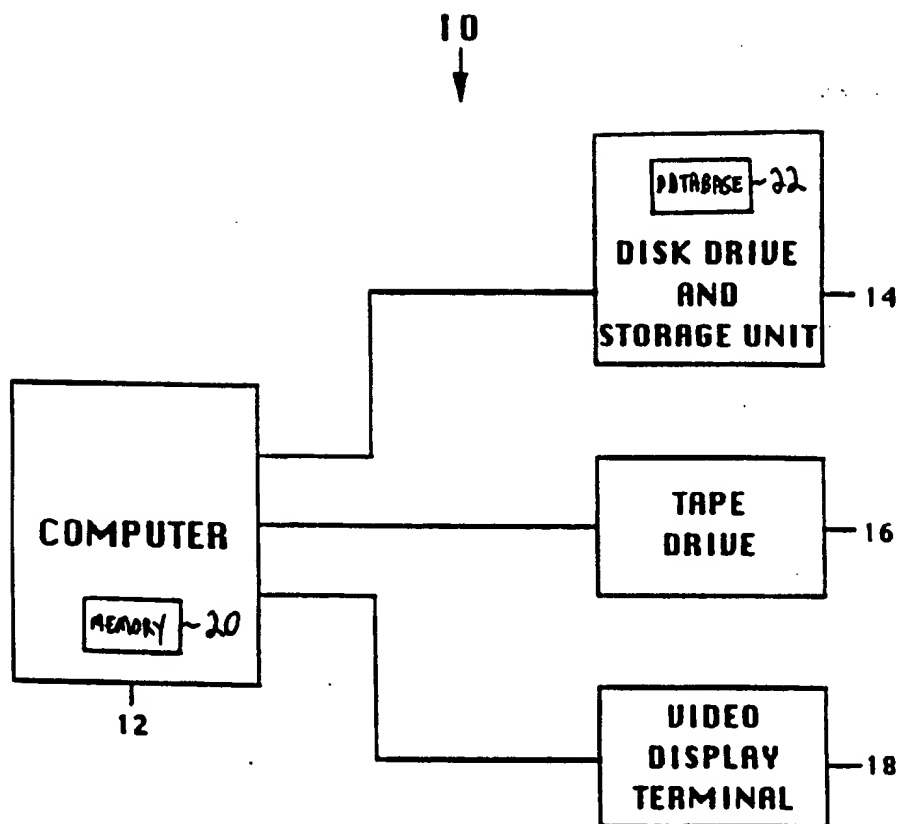 10
DATABASE ~22
DISK DRIVE
AND
STORAGE UNIT
14
COMPUTER
MEMORY ~20
12
TAPE
DRIVE
16
VIDEO
DISPLAY
TERMINAL
18